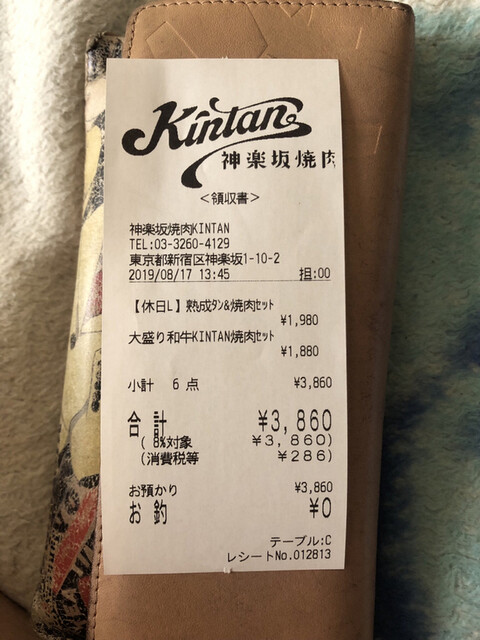 Kintan
神楽坂焼肉
<領収書>
神楽坂焼肉KINTAN
TEL:03-3260-4129
東京都新宿区神楽坂1-10-2
2019/08/17 13:45 担:00
【休日L】熟成ﾀﾝ&焼肉ｾｯﾄ
¥1,980
大盛り和牛KINTAN焼肉ｾｯﾄ
¥1,880
小計 6 点 ¥3,860
合 計 ¥3,860
( 8%対象 ¥3,860)
(消費税等 ¥286)
お預かり ¥3,860
お 釣 ¥0
テーブル:C
レシートNo.012813